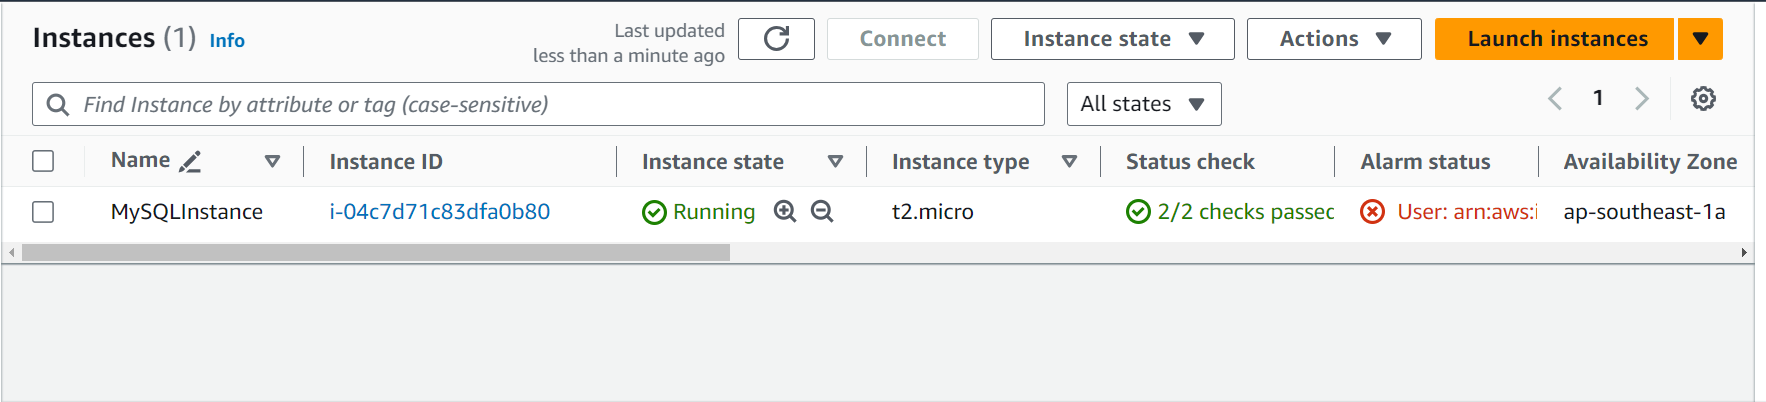 Instances (1) Info
Last updated
less than a minute ago
Connect
Instance state
Actions
Launch instances
Find Instance by attribute or tag (case-sensitive)
All states
1
Name Instance ID Instance state Instance type Status check Alarm status Availability Zone
MySQLInstance i-04c7d71c83dfa0b80 Running t2.micro 2/2 checks passec User: arn:aws:i ap-southeast-1a